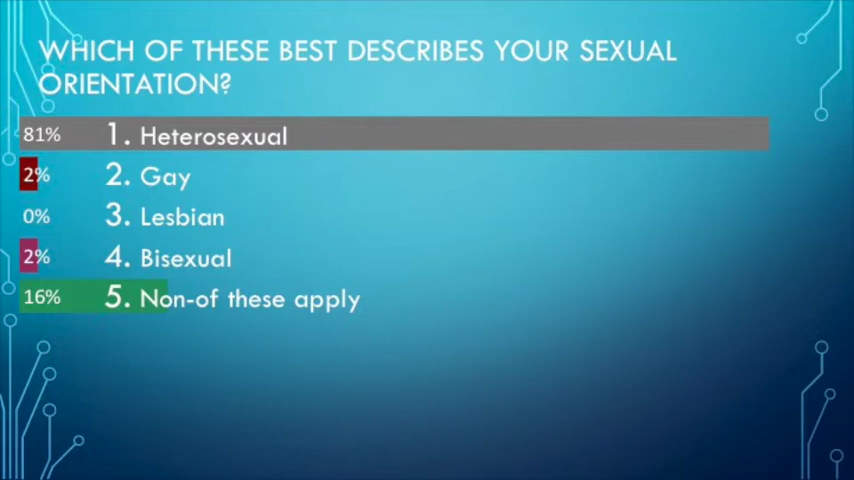 WHICH OF THESE BEST DESCRIBES YOUR SEXUAL
ORIENTATION?
81% 1. Heterosexual
2% 2. Gay
0% 3. Lesbian
2% 4. Bisexual
16% 5. Non-of these apply